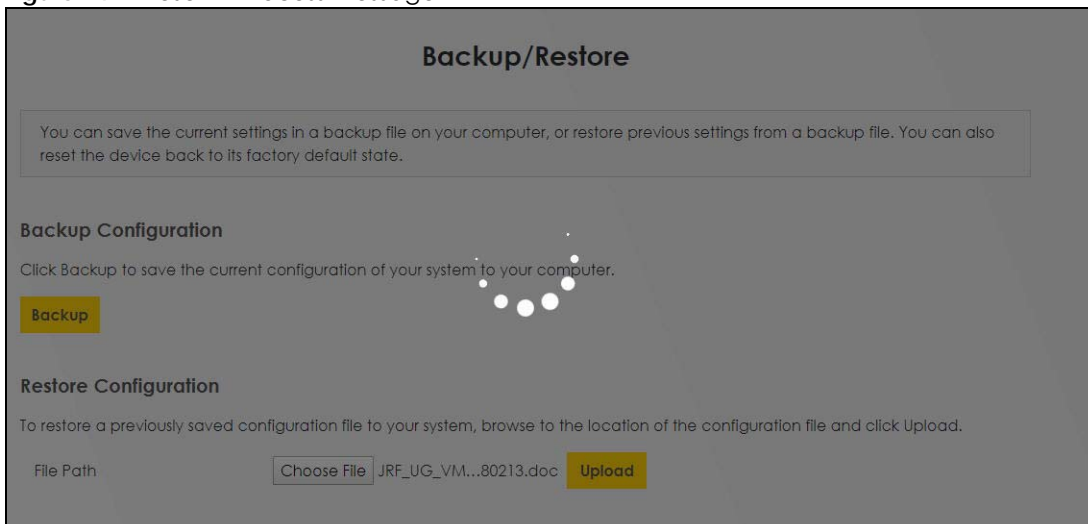 Backup/Restore
You can save the current settings in a backup file on your computer, or restore previous settings from a backup file. You can also
reset the device back to its factory default state.
Backup Configuration
Click Backup to save the current configuration of your system to your computer.
Backup
Restore Configuration
To restore a previously saved configuration file to your system, browse to the location of the configuration file and click Upload.
File Path Choose File JRF_UG_VM...80213.doc Upload